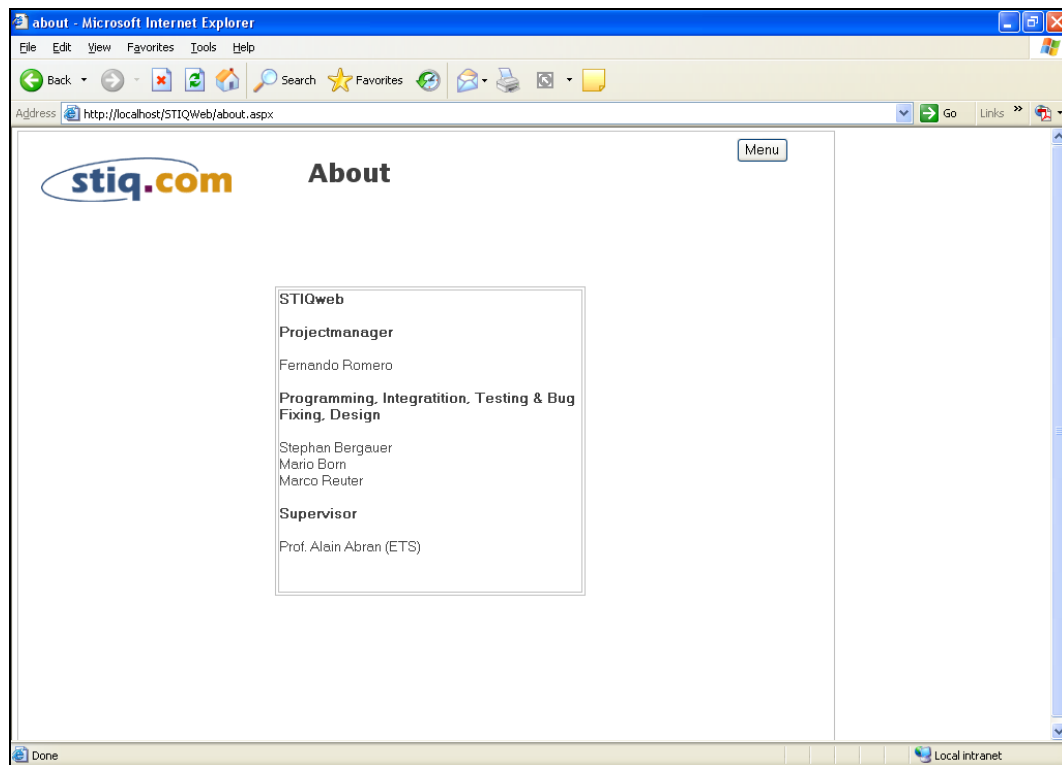 about - Microsoft Internet Explorer
File Edit View Favorites Tools Help
Back Search Favorites
Address http://localhost/STIQWeb/about.aspx Go Links »
stiq.com
About
Menu
STIQweb
Projectmanager
Fernando Romero
Programming, Integratition, Testing & Bug
Fixing, Design
Stephan Bergauer
Mario Born
Marco Reuter
Supervisor
Prof. Alain Abran (ETS)
Done Local intranet